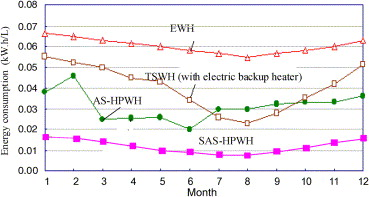 Energy consumption (kW.h/L)
0.08
0.07
0.06
0.05
0.04
0.03
0.02
0.01
0.00
EWH
TSWH (with electric backup heater)
AS-HPWH
SAS-HPWH
1 2 3 4 5 6 7 8 9 10 11 12
Month